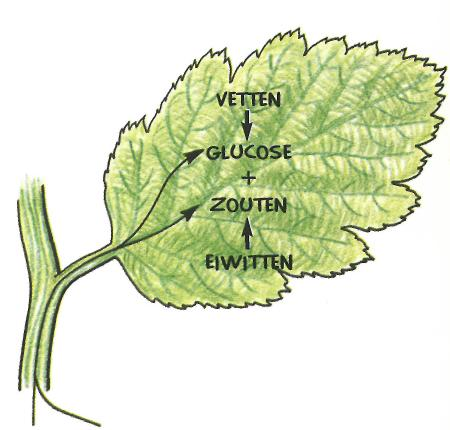 VETTEN
GLUCOSE
+
ZOUTEN
EIWITTEN